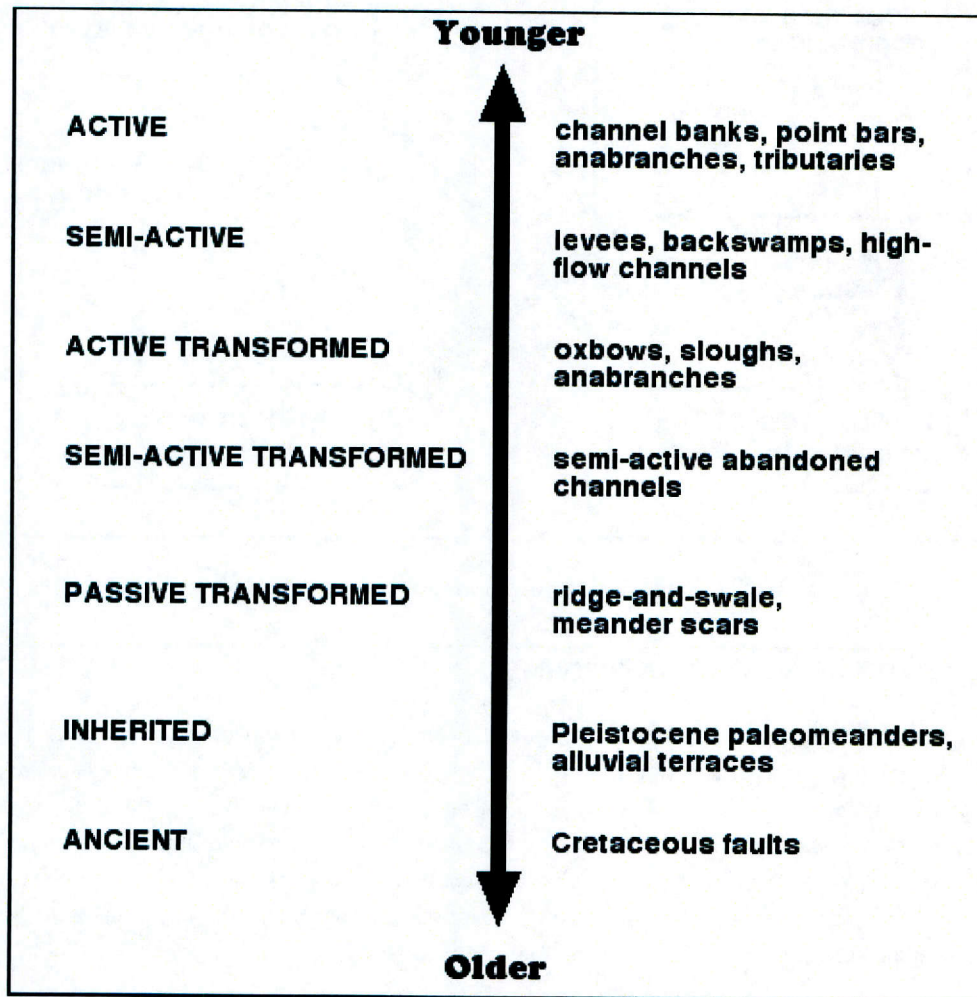 Younger
ACTIVE
channel banks, point bars,
anabranches, tributaries
SEMI-ACTIVE
levees, backswamps, high-
flow channels
ACTIVE TRANSFORMED
oxbows, sloughs,
anabranches
SEMI-ACTIVE TRANSFORMED
semi-active abandoned
channels
PASSIVE TRANSFORMED
ridge-and-swale,
meander scars
INHERITED
Pleistocene paleomeanders,
alluvial terraces
ANCIENT
Cretaceous faults
Older